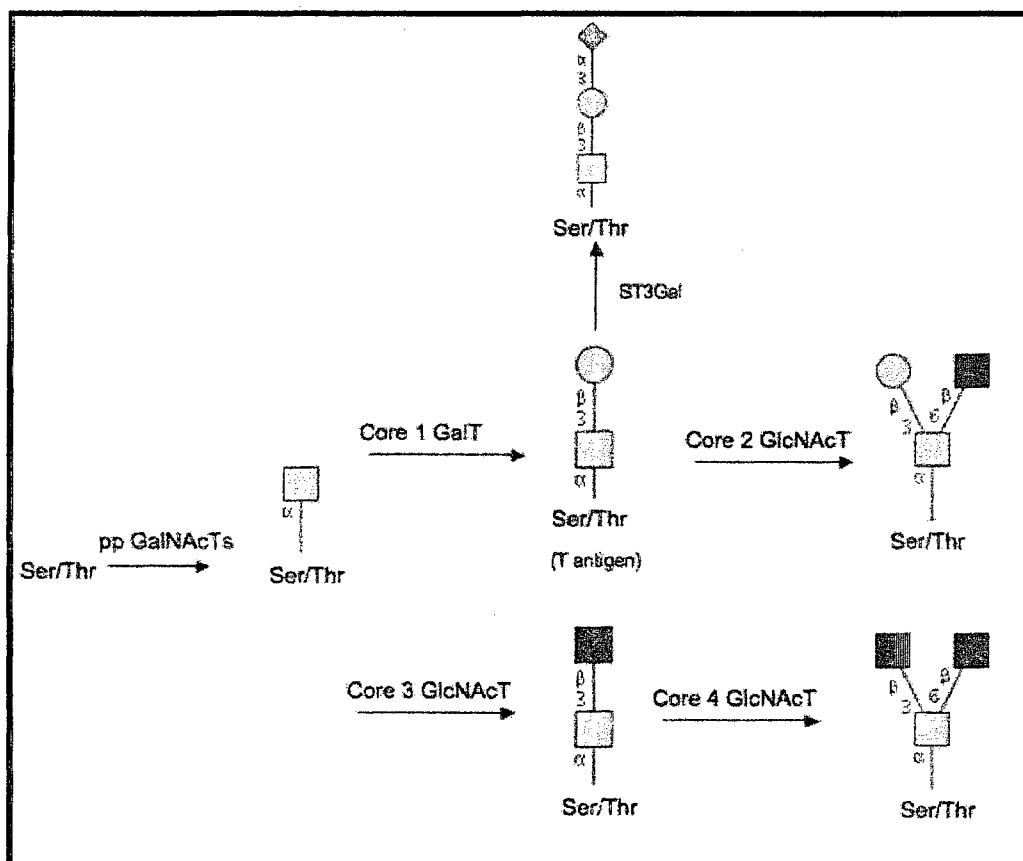 α
3
β
3
α
Ser/Thr
ST3Gal
β
3
α
Ser/Thr
(T antigen)
Core 1 GalT
Core 2 GlcNAcT
β
3
6
β
α
Ser/Thr
α
Ser/Thr
pp GalNAcTs
Ser/Thr
Core 3 GlcNAcT
β
3
α
Ser/Thr
Core 4 GlcNAcT
β
3
6
β
α
Ser/Thr